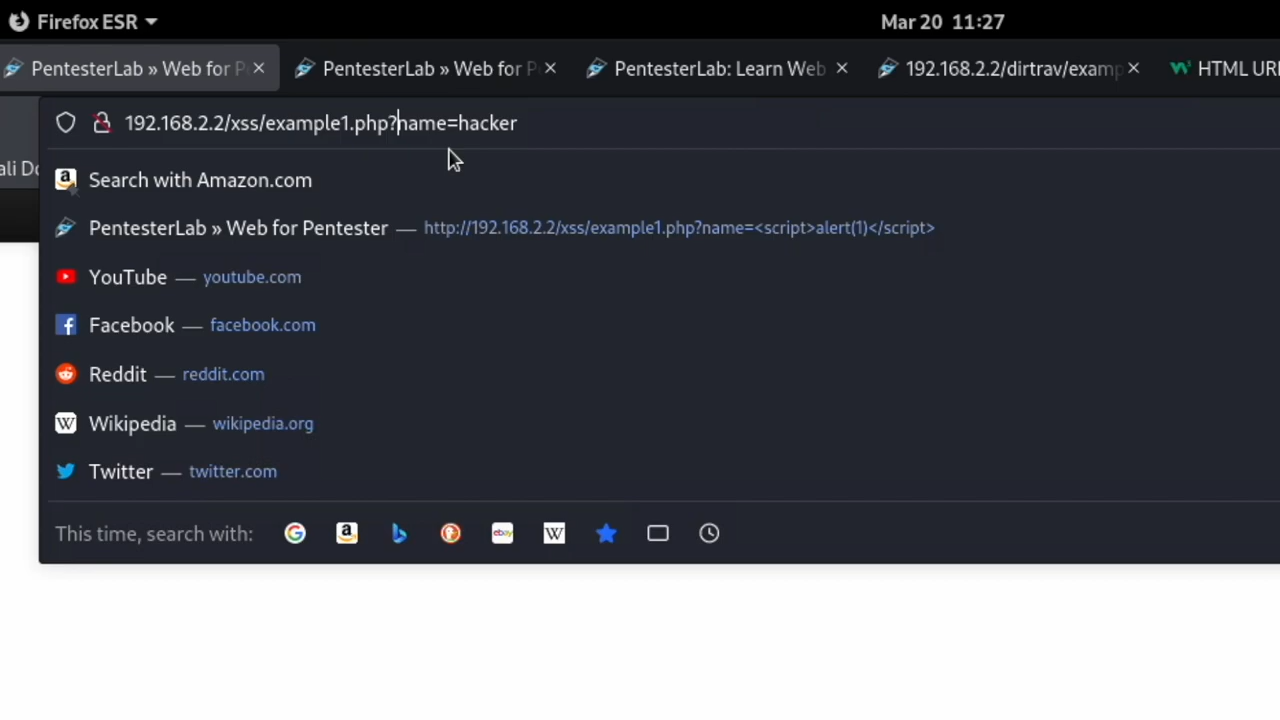 Firefox ESR
Mar 20 11:27
PentesterLab » Web for P
PentesterLab » Web for P
PentesterLab: Learn Web
192.168.2.2/dirtrav/examp
HTML URL
192.168.2.2/xss/example1.php?name=hacker
ali Do
Search with Amazon.com
PentesterLab » Web for Pentester — http://192.168.2.2/xss/example1.php?name=<script>alert(1)</script>
YouTube — youtube.com
Facebook — facebook.com
Reddit — reddit.com
Wikipedia — wikipedia.org
Twitter — twitter.com
This time, search with: